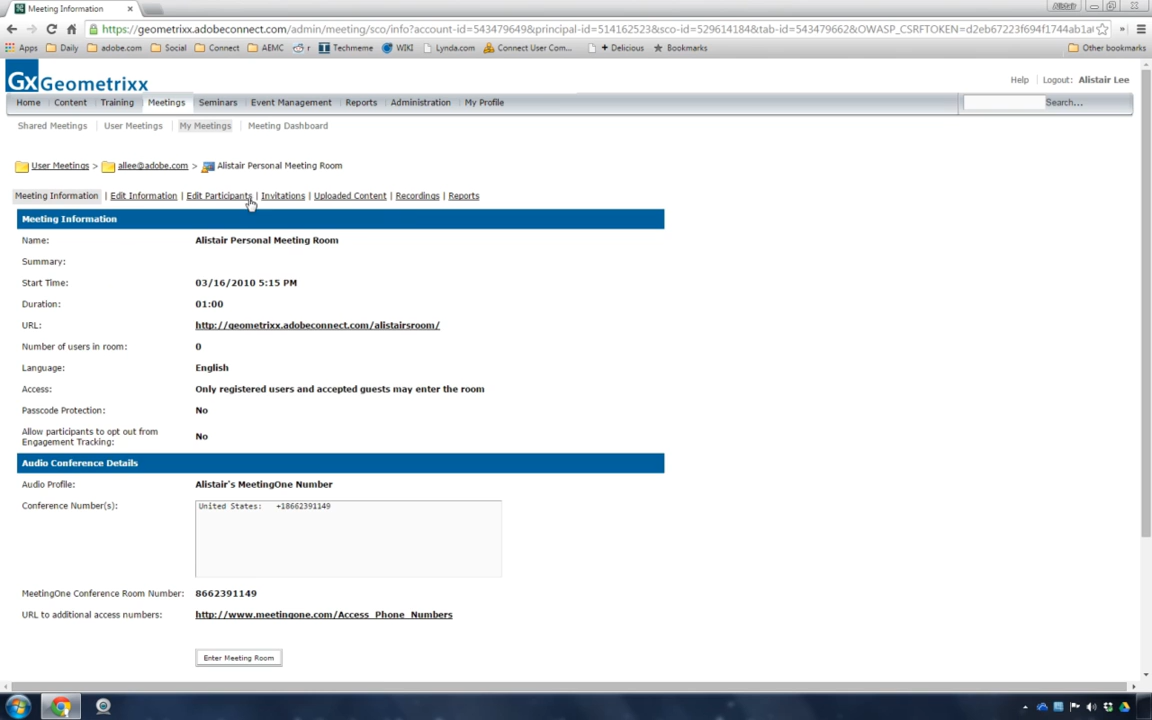 Meeting Information
Alistair
https://geometrixx.adobeconnect.com/admin/meeting/sco/info?account-id=543479649&principal-id=514162523&sco-id=529614184&tab-id=543479662&OWASP_CSRFTOKEN=d2eb67223f694f1744ab1a
Apps Daily adobe.com Social Connect AEMC r Techmeme WIKI Lynda.com Connect User Com... + Delicious Bookmarks Other bookmarks
Gx Geometrixx
Help Logout: Alistair Lee
Home Content Training Meetings Seminars Event Management Reports Administration My Profile Search...
Shared Meetings | User Meetings | My Meetings | Meeting Dashboard
User Meetings > allee@adobe.com > Alistair Personal Meeting Room
Meeting Information | Edit Information | Edit Participants | Invitations | Uploaded Content | Recordings | Reports
Meeting Information
Name: Alistair Personal Meeting Room
Summary:
Start Time: 03/16/2010 5:15 PM
Duration: 01:00
URL: http://geometrixx.adobeconnect.com/alistairsroom/
Number of users in room: 0
Language: English
Access: Only registered users and accepted guests may enter the room
Passcode Protection: No
Allow participants to opt out from
Engagement Tracking: No
Audio Conference Details
Audio Profile: Alistair's MeetingOne Number
Conference Number(s): United States: +18662391149
MeetingOne Conference Room Number: 8662391149
URL to additional access numbers: http://www.meetingone.com/Access_Phone_Numbers
Enter Meeting Room